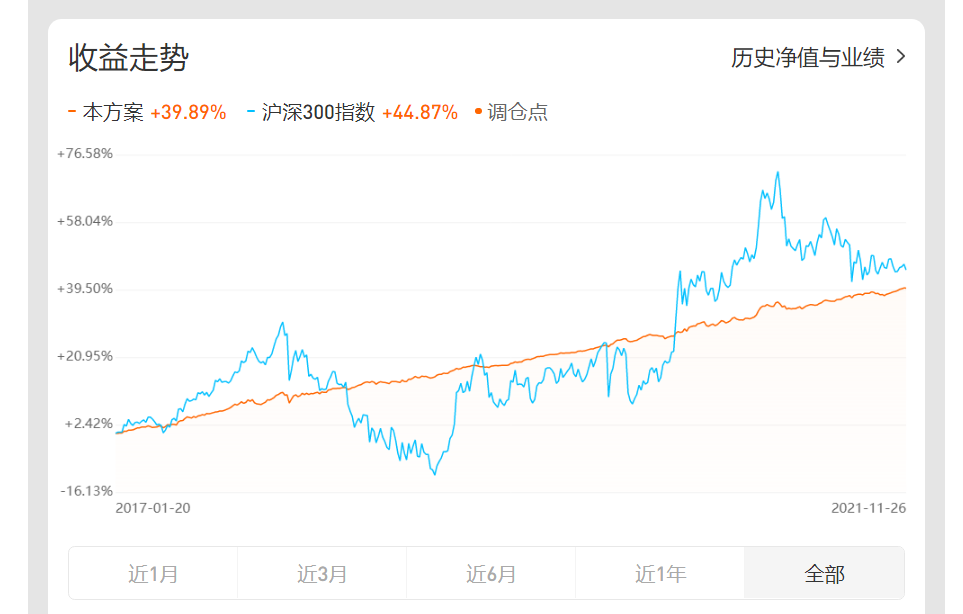 收益走势 历史净值与业绩
本方案 +39.89% 沪深300指数 +44.87% 调仓点
+76.58%
+58.04%
+39.50%
+20.95%
+2.42%
-16.13%
2017-01-20 2021-11-26
近1月 近3月 近6月 近1年 全部